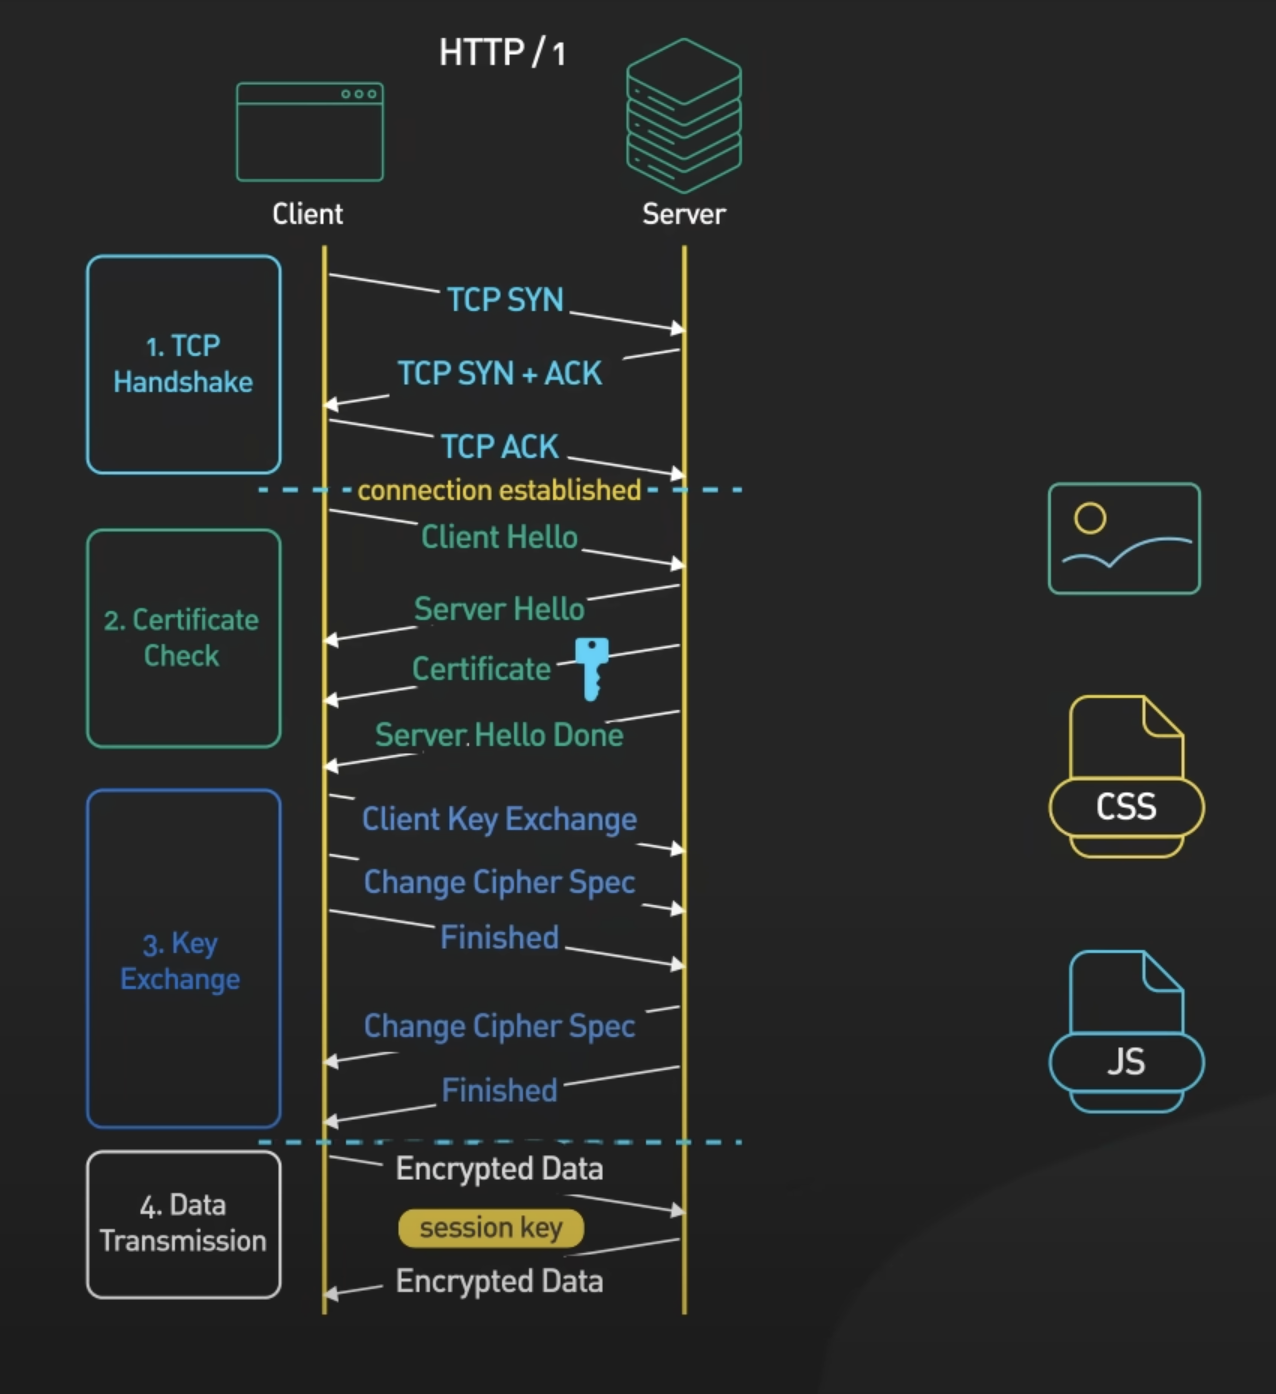 HTTP / 1
Client
Server
1. TCP
Handshake
TCP SYN
TCP SYN + ACK
TCP ACK
connection established
2. Certificate
Check
Client Hello
Server Hello
Certificate
Server Hello Done
3. Key
Exchange
Client Key Exchange
Change Cipher Spec
Finished
Change Cipher Spec
Finished
4. Data
Transmission
Encrypted Data
session key
Encrypted Data
CSS
JS